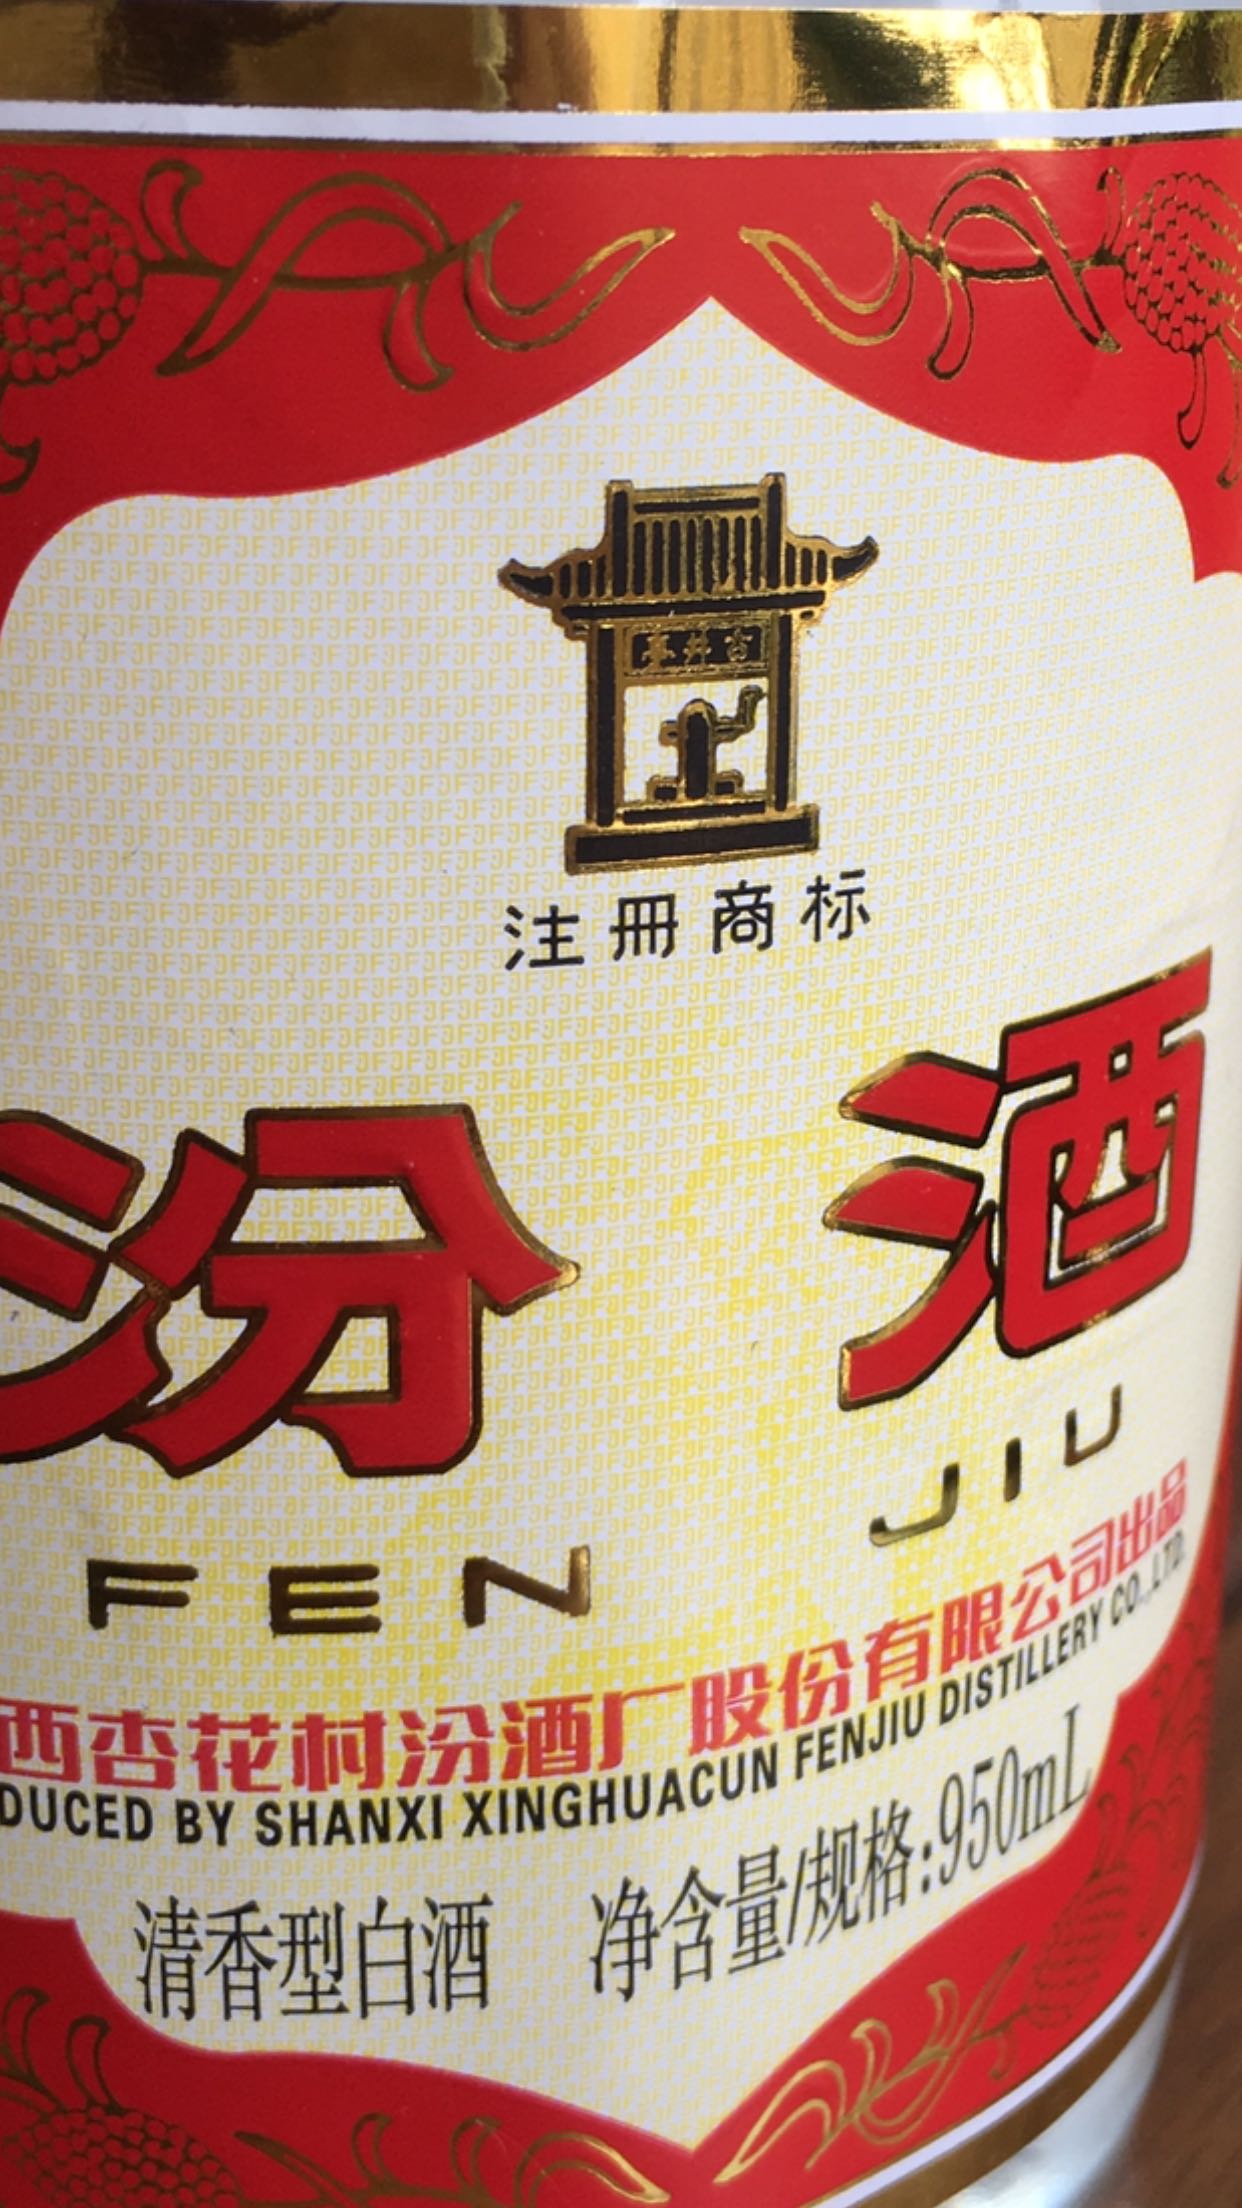 古井亭
注冊商标
汾酒
FEN JIU
西杏花村汾酒厂股份有限公司出品
DUCED BY SHANXI XINGHUACUN FENJIU DISTILLERY CO.,LTD.
清香型白酒 净含量/规格:950mL